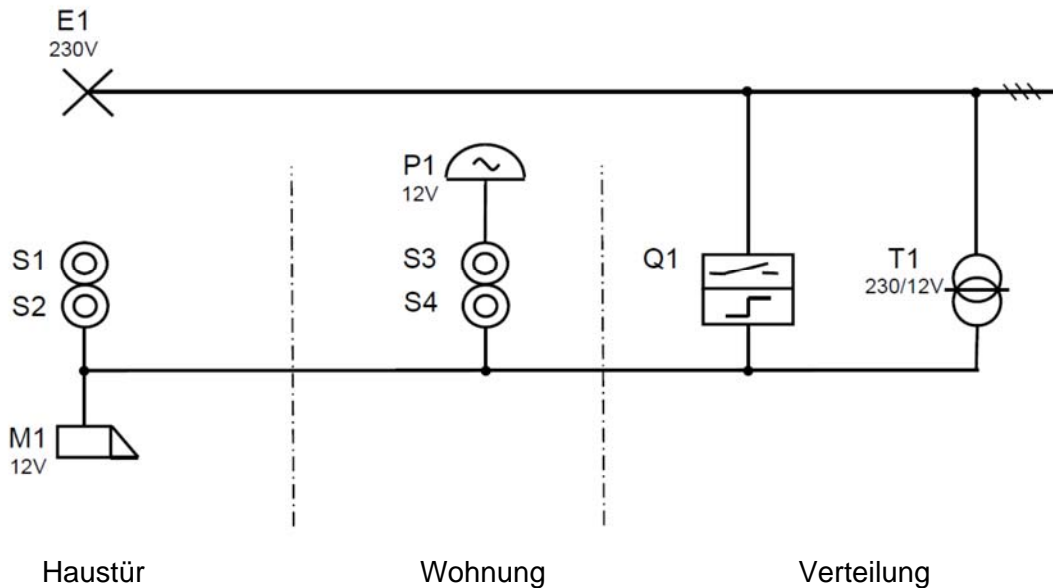 E1
230V
P1
12V
S1
S2
S3
S4
Q1
T1
230/12V
M1
12V
Haustür Wohnung Verteilung